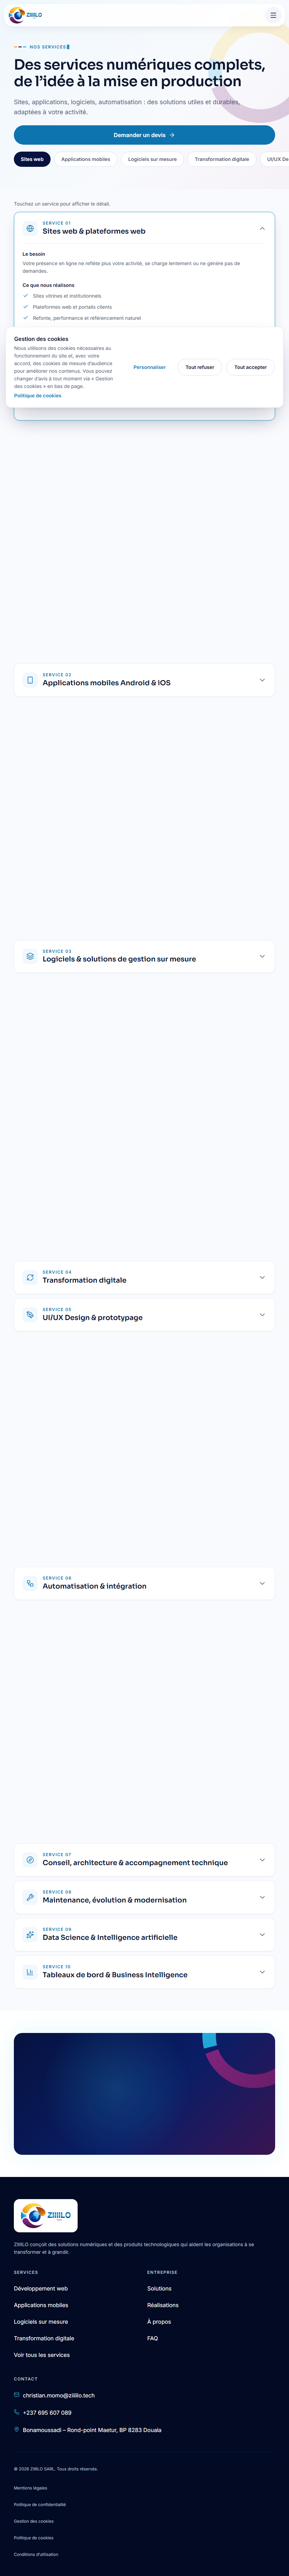 ZIIIILO
NOS SERVICES
Des services numériques complets,
de l’idée à la mise en production
Sites, applications, logiciels, automatisation : des solutions utiles et durables,
adaptées à votre activité.
Demander un devis
Sites web
Applications mobiles
Logiciels sur mesure
Transformation digitale
UI/UX De
Touchez un service pour afficher le détail.
SERVICE 01
Sites web & plateformes web
Le besoin
Votre présence en ligne ne reflète plus votre activité, se charge lentement ou ne génère pas de
demandes.
Ce que nous réalisons
Sites vitrines et institutionnels
Plateformes web et portails clients
Refonte, performance et référencement naturel
Gestion des cookies
Nous utilisons des cookies nécessaires au
fonctionnement du site et, avec votre
accord, des cookies de mesure d’audience
pour améliorer nos contenus. Vous pouvez
changer d’avis à tout moment via « Gestion
des cookies » en bas de page.
Politique de cookies
Personnaliser
Tout refuser
Tout accepter
SERVICE 02
Applications mobiles Android & iOS
SERVICE 03
Logiciels & solutions de gestion sur mesure
SERVICE 04
Transformation digitale
SERVICE 05
UI/UX Design & prototypage
SERVICE 06
Automatisation & intégration
SERVICE 07
Conseil, architecture & accompagnement technique
SERVICE 08
Maintenance, évolution & modernisation
SERVICE 09
Data Science & Intelligence artificielle
SERVICE 10
Tableaux de bord & Business Intelligence
ZIIIILO
ZIIIILO conçoit des solutions numériques et des produits technologiques qui aident les organisations à se
transformer et à grandir.
SERVICES
Développement web
Applications mobiles
Logiciels sur mesure
Transformation digitale
Voir tous les services
ENTREPRISE
Solutions
Réalisations
À propos
FAQ
CONTACT
christian.momo@ziiiilo.tech
+237 695 607 089
Bonamoussadi – Rond-point Maetur, BP 8283 Douala
© 2026 ZIIIILO SARL. Tous droits réservés.
Mentions légales
Politique de confidentialité
Gestion des cookies
Politique de cookies
Conditions d’utilisation